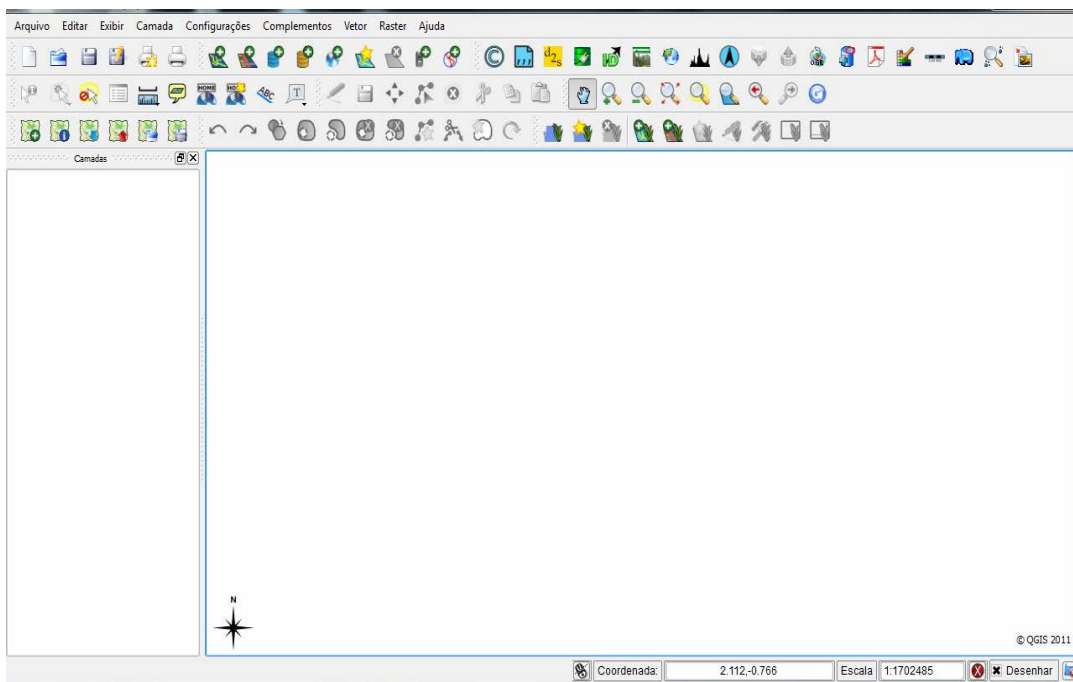 Arquivo Editar Exibir Camada Configurações Complementos Vetor Raster Ajuda
Camadas
N
© QGIS 2011
Coordenada: 2.112,-0.766 Escala 1:1702485 Desenhar